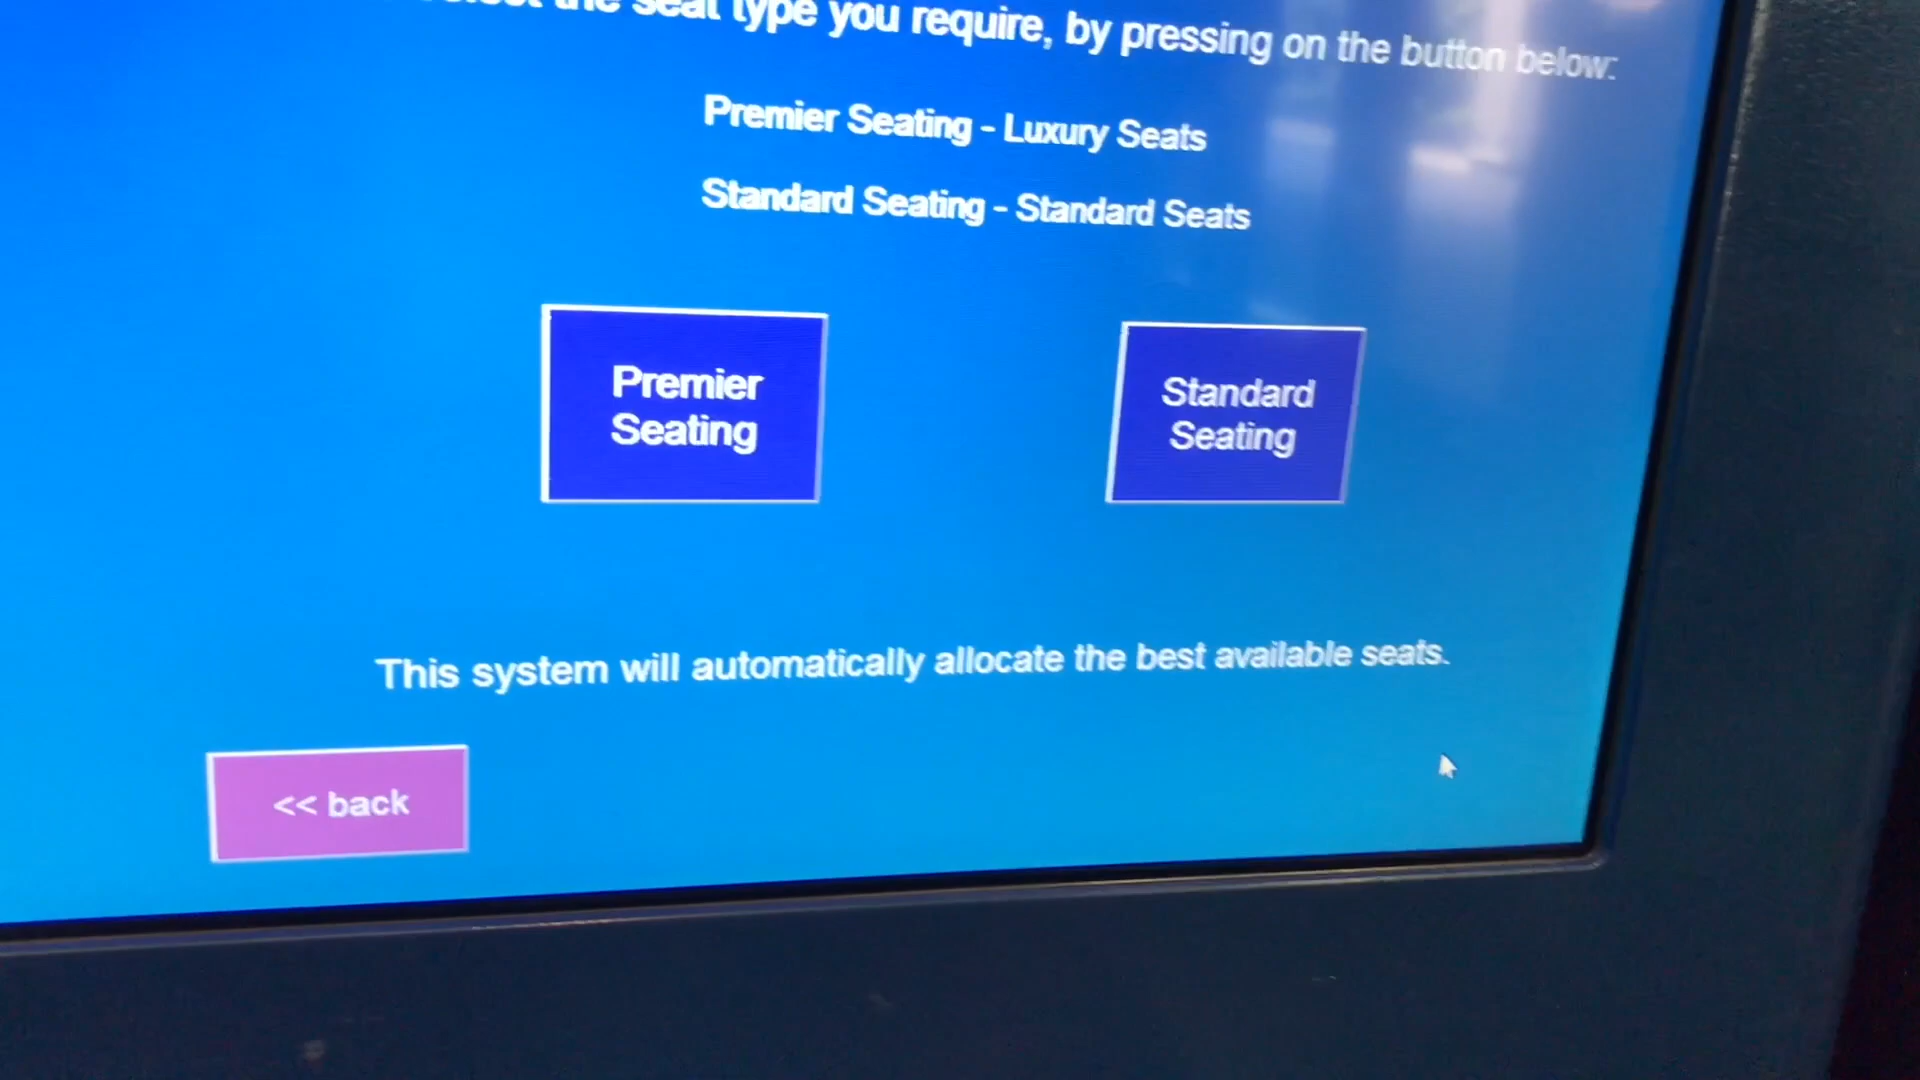 the seat type you require, by pressing on the button below:
Premier Seating - Luxury Seats
Standard Seating - Standard Seats
Premier
Seating
Standard
Seating
This system will automatically allocate the best available seats.
<< back